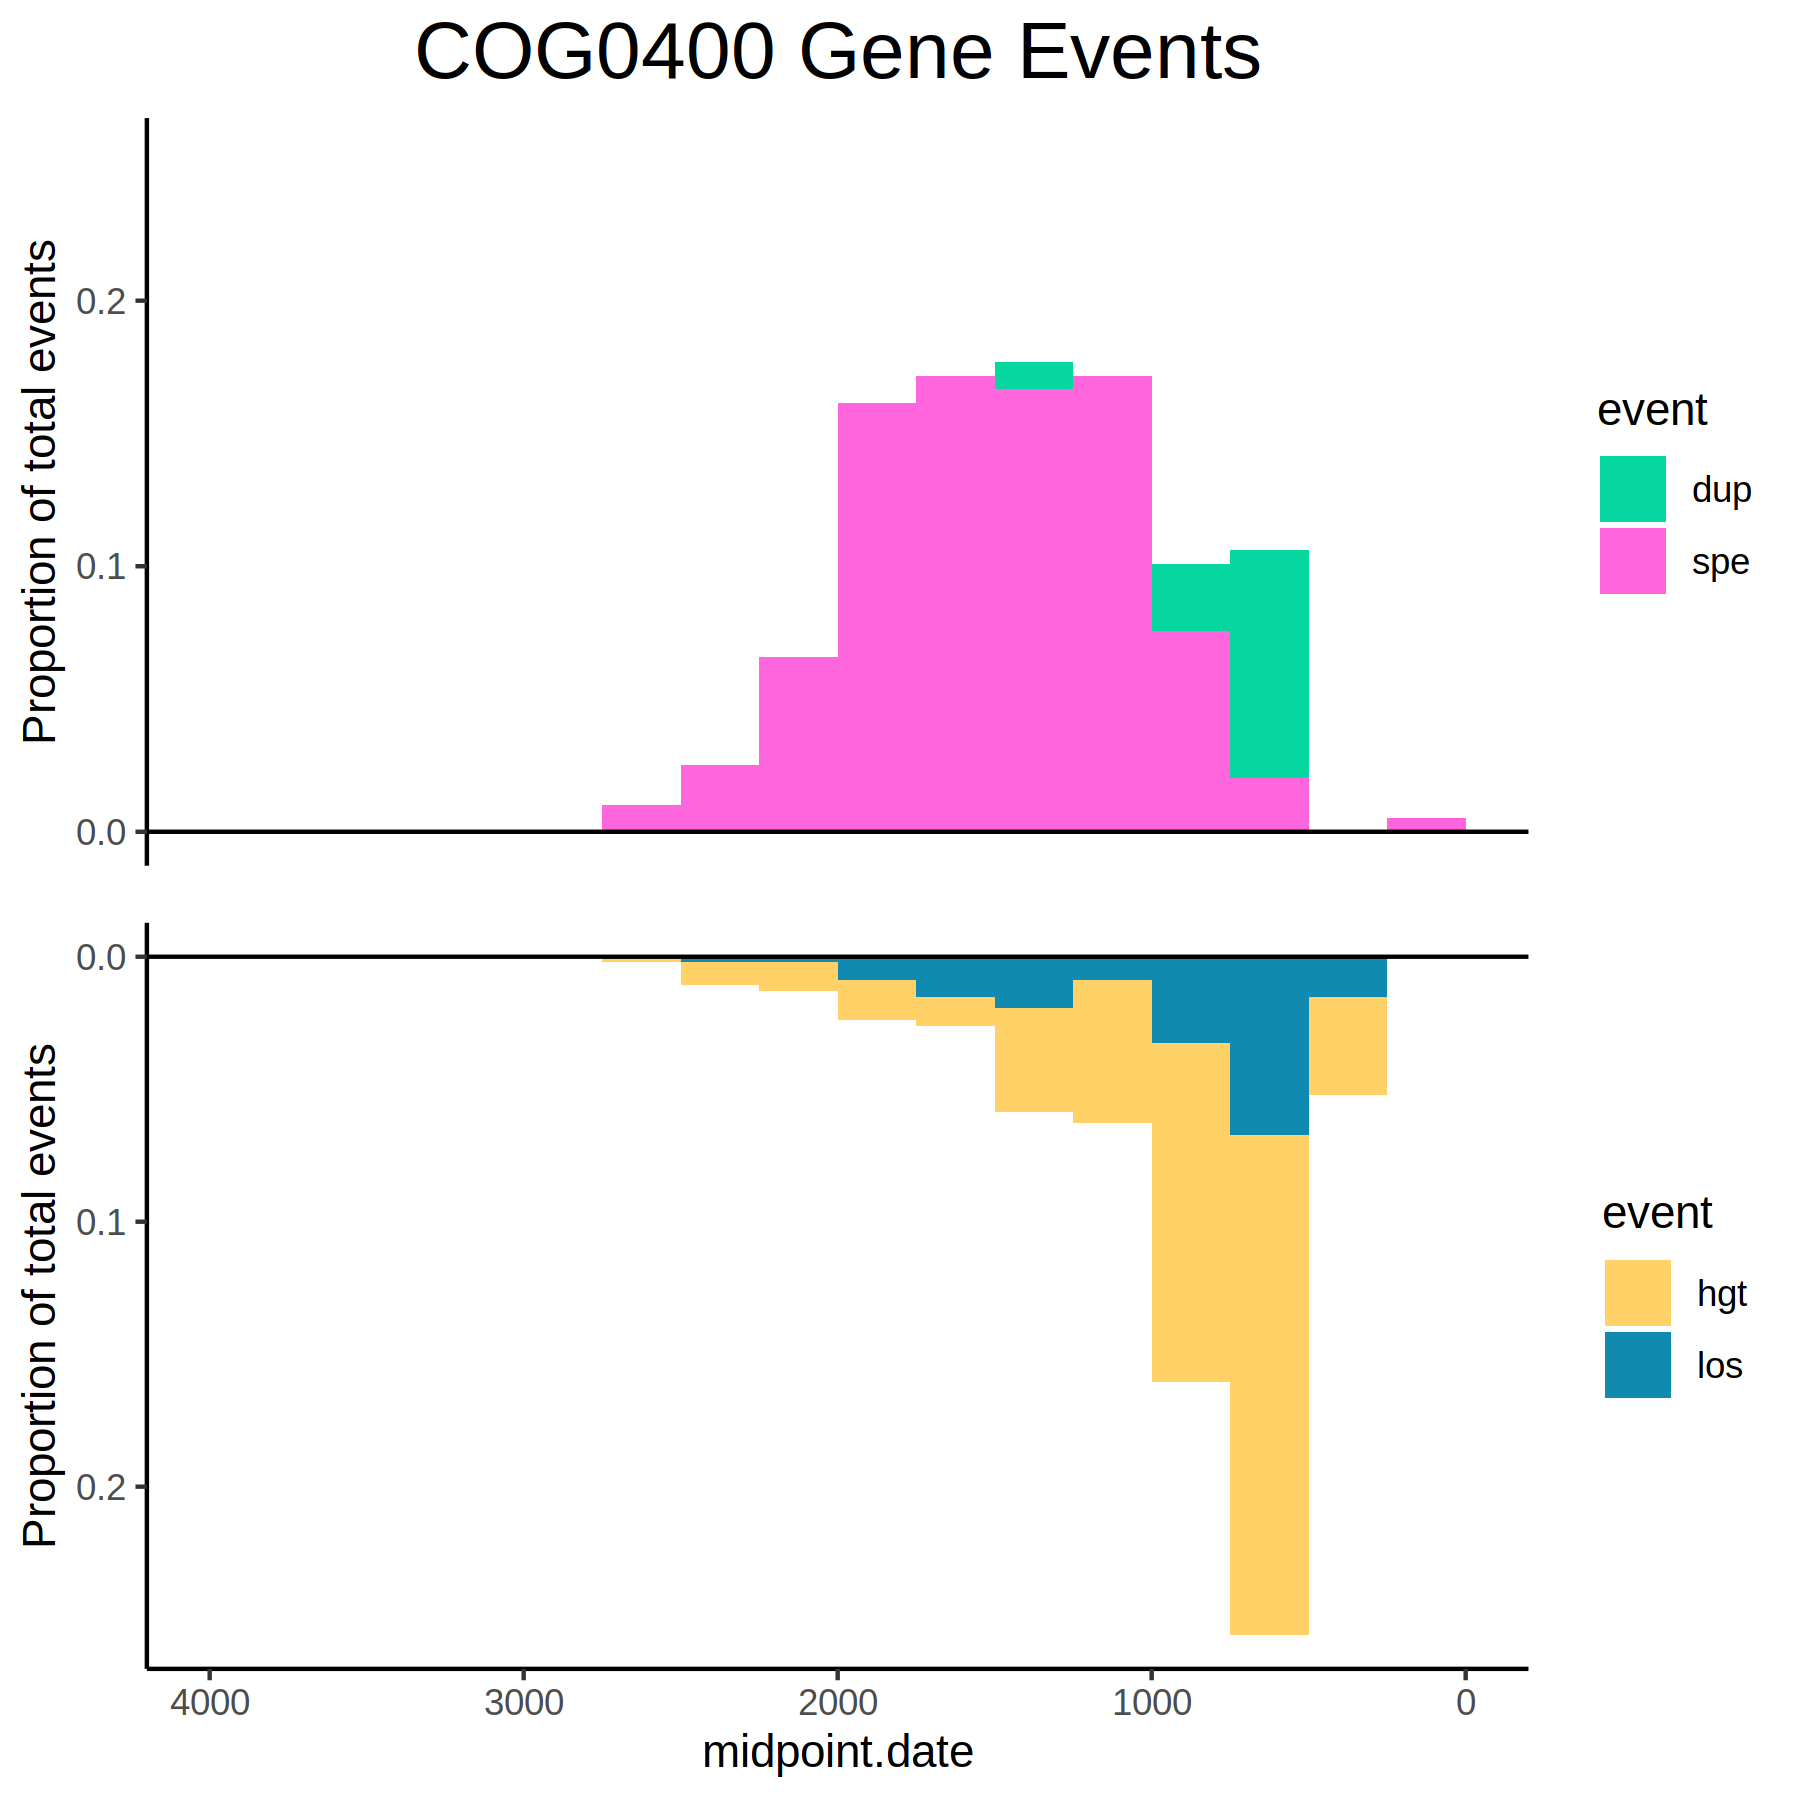 COG0400 Gene Events
Proportion of total events
0.2
0.1
0.0
event
dup
spe
Proportion of total events
0.0
0.1
0.2
event
hgt
los
4000 3000 2000 1000 0
midpoint.date